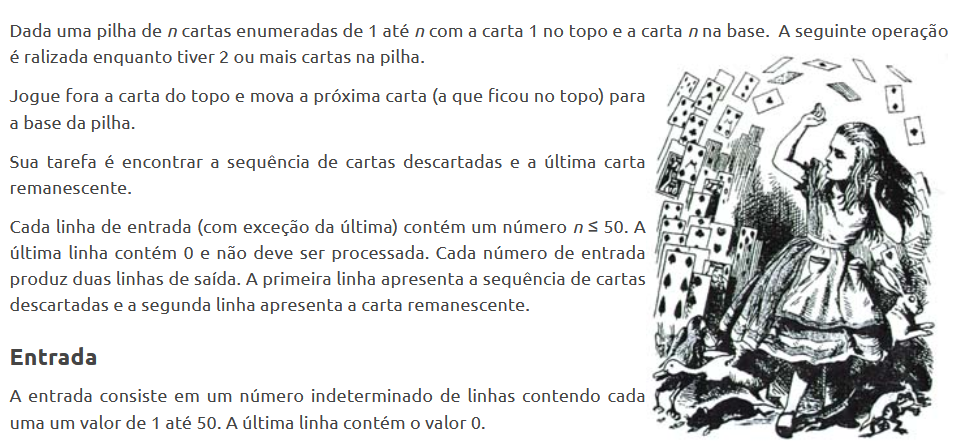 Dada uma pilha de n cartas enumeradas de 1 até n com a carta 1 no topo e a carta n na base.  A seguinte operação
é ralizada enquanto tiver 2 ou mais cartas na pilha.
Jogue fora a carta do topo e mova a próxima carta (a que ficou no topo) para
a base da pilha.
Sua tarefa é encontrar a sequência de cartas descartadas e a última carta
remanescente.
Cada linha de entrada (com exceção da última) contém um número n ≤ 50. A
última linha contém 0 e não deve ser processada. Cada número de entrada
produz duas linhas de saída. A primeira linha apresenta a sequência de cartas
descartadas e a segunda linha apresenta a carta remanescente.
Entrada
A entrada consiste em um número indeterminado de linhas contendo cada
uma um valor de 1 até 50. A última linha contém o valor 0.